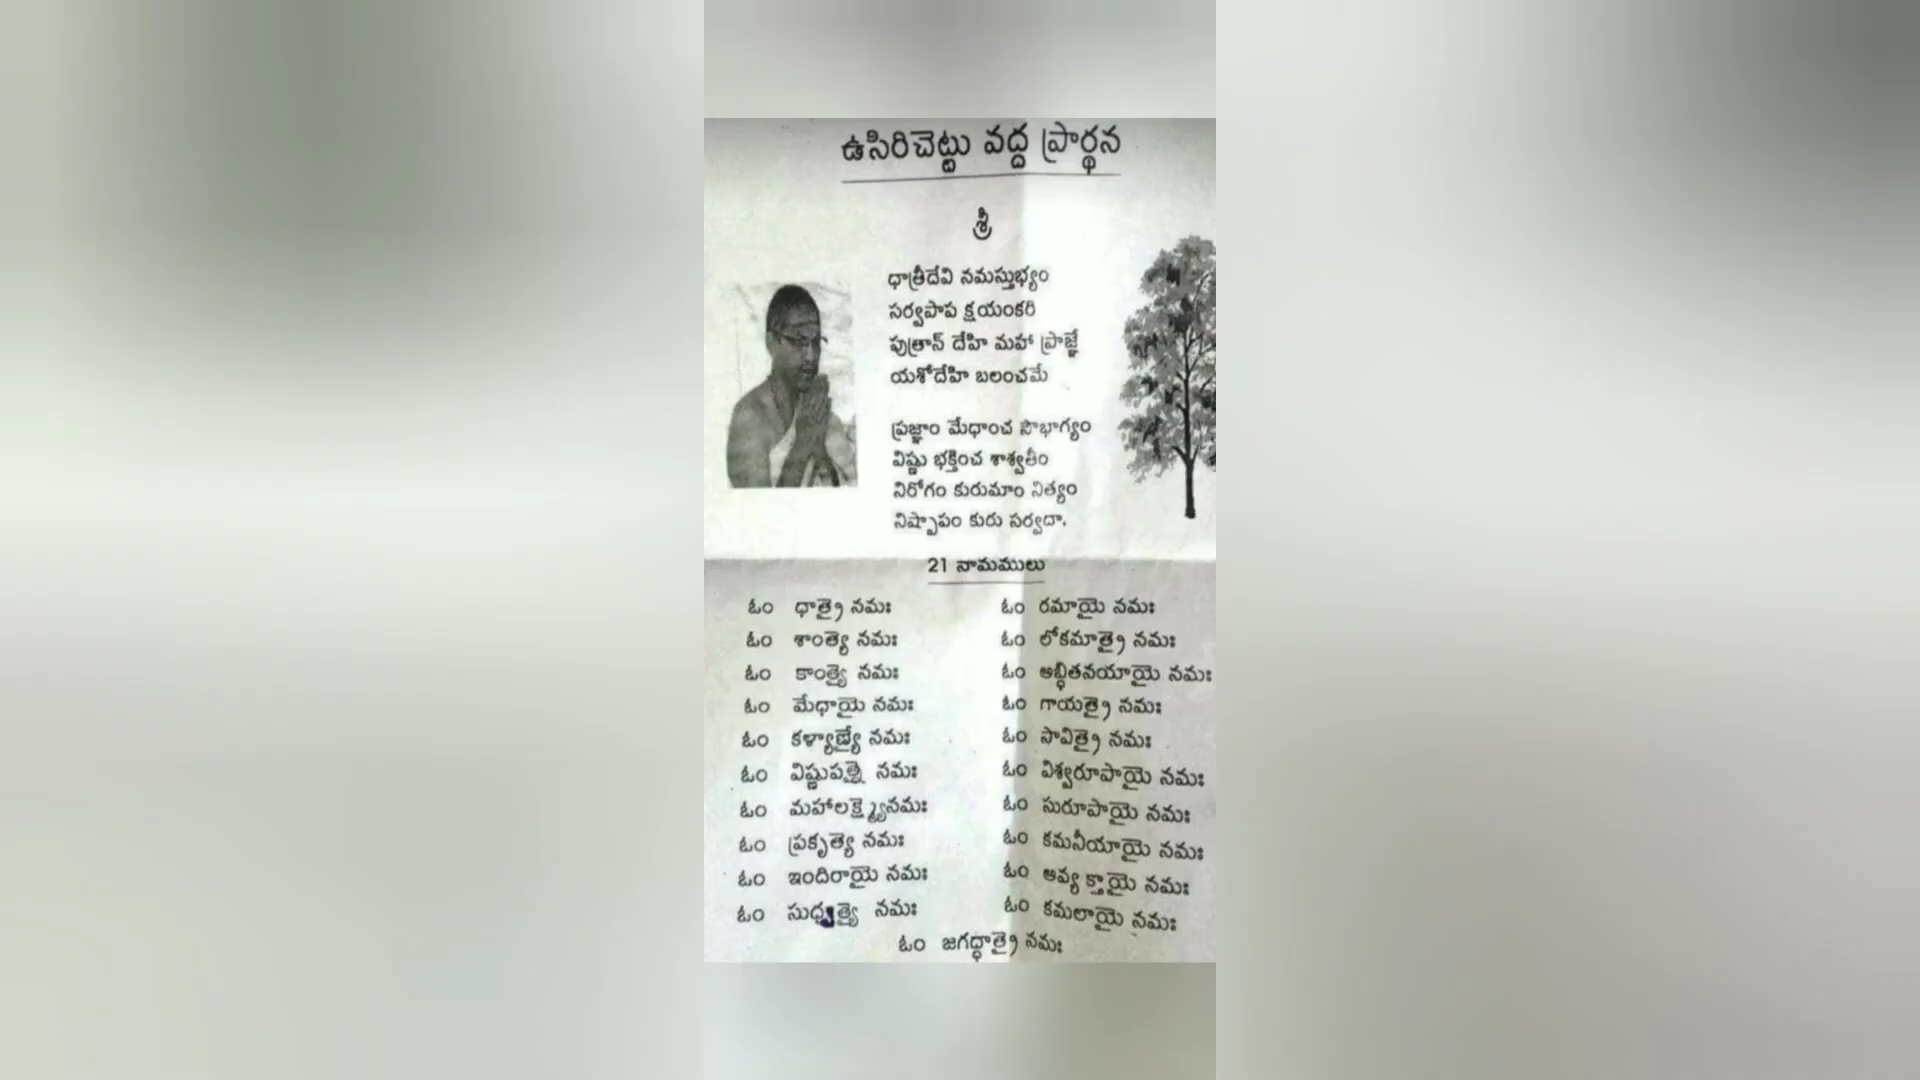 ఉసిరిచెట్టు వద్ద ప్రార్థన
శ్రీ
ధాత్రీదేవి నమస్తుభ్యం
సర్వపాప క్షయంకరి
పుత్రాన్ దేహి మహా ప్రాజ్ఞే
యశోదేహి బలంచమే
ప్రజ్ఞాం మేధాంచ సౌభాగ్యం
విష్ణు భక్తించ శాశ్వతీం
నిరోగం కురుమాం నిత్యం
నిష్పాపం కురు సర్వదా.
21 నామములు
ఓం ధాత్రై నమః
ఓం శాంత్యై నమః
ఓం కాంత్యై నమః
ఓం మేధాయై నమః
ఓం కళ్యాణ్యై నమః
ఓం విష్ణుపత్నై నమః
ఓం మహాలక్ష్మ్యైనమః
ఓం ప్రకృత్యై నమః
ఓం ఇందిరాయై నమః
ఓం నమః
ఓం రమాయై నమః
ఓం లోకమాత్రై నమః
ఓం అబ్ధితనయాయై నమః
ఓం గాయత్రై నమః
ఓం సావిత్రై నమః
ఓం విశ్వరూపాయై నమః
ఓం సురూపాయై నమః
ఓం కమనీయాయై నమః
ఓం అవ్య క్తాయై నమః
ఓం కమలాయై నమః
ఓం జగద్ధాత్రై నమః